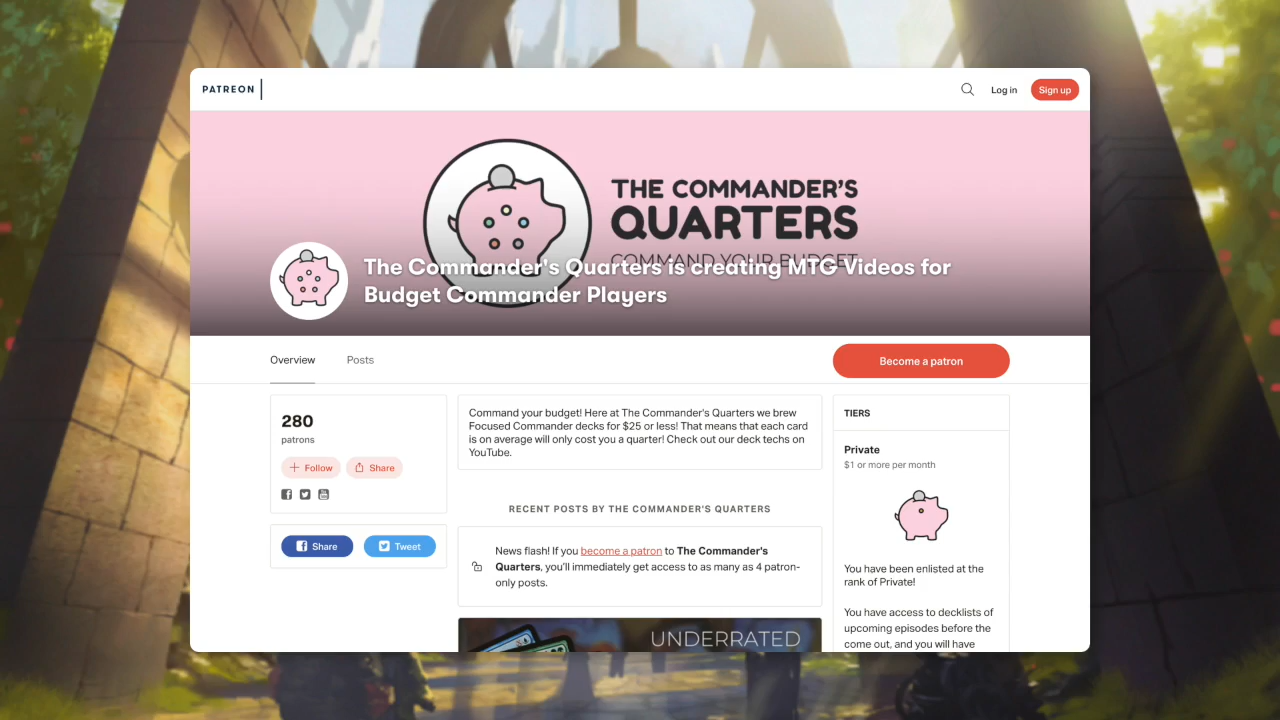 PATREON
Log in
Sign up
THE COMMANDER'S
QUARTERS
COMMAND YOUR BUDGET
The Commander's Quarters is creating MTG Videos for
Budget Commander Players
Overview
Posts
Become a patron
280
patrons
Follow
Share
Share
Tweet
Command your budget! Here at The Commander's Quarters we brew
Focused Commander decks for $25 or less! That means that each card
is on average will only cost you a quarter! Check out our deck techs on
YouTube.
RECENT POSTS BY THE COMMANDER'S QUARTERS
News flash! If you become a patron to The Commander's
Quarters, you'll immediately get access to as many as 4 patron-
only posts.
UNDERRATED
TIERS
Private
$1 or more per month
You have been enlisted at the
rank of Private!
You have access to decklists of
upcoming episodes before the
come out, and you will have